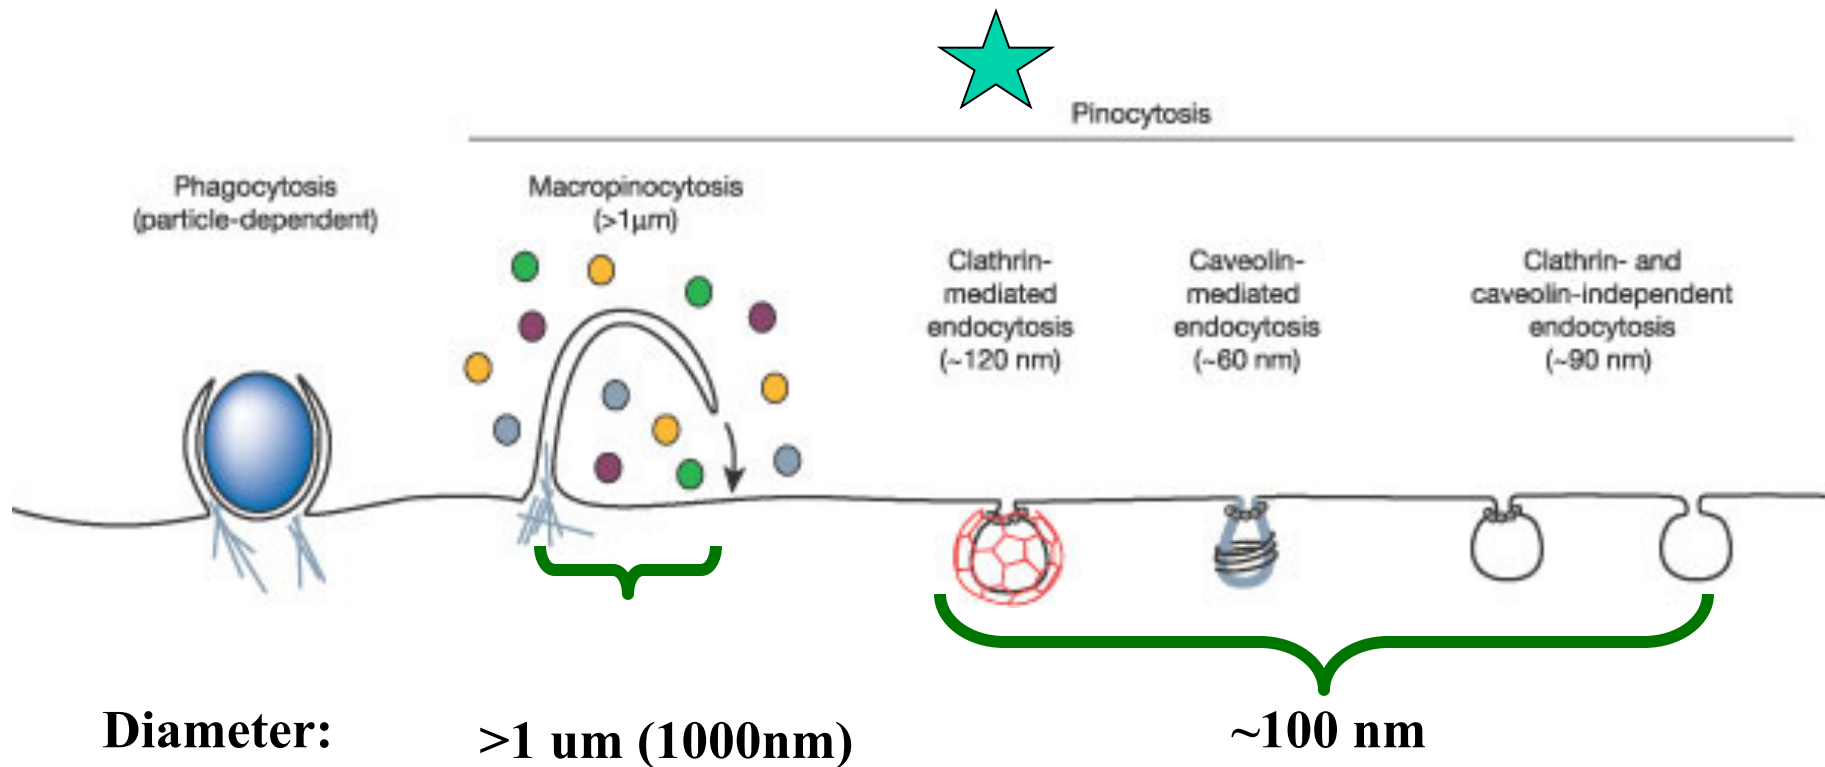 Pinocytosis
Phagocytosis
(particle-dependent)
Macropinocytosis
(>1μm)
Clathrin-
mediated
endocytosis
(~120 nm)
Caveolin-
mediated
endocytosis
(~60 nm)
Clathrin- and
caveolin-independent
endocytosis
(~90 nm)
Diameter:
>1 um (1000nm)
~100 nm